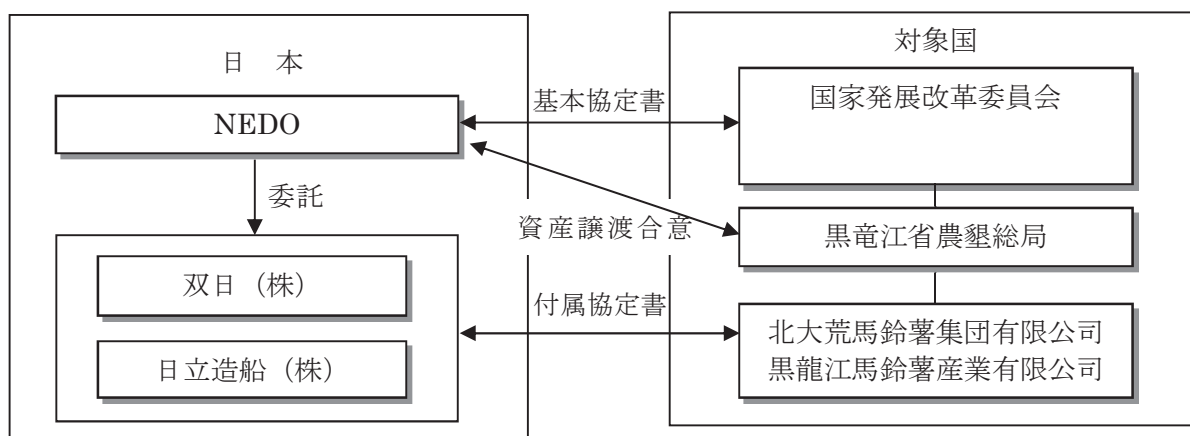 日 本
NEDO
委託
双日（株）
日立造船（株）
基本協定書
資産譲渡合意
付属協定書
対象国
国家発展改革委員会
黒竜江省農墾総局
北大荒馬鈴薯集団有限公司
黒龍江馬鈴薯産業有限公司